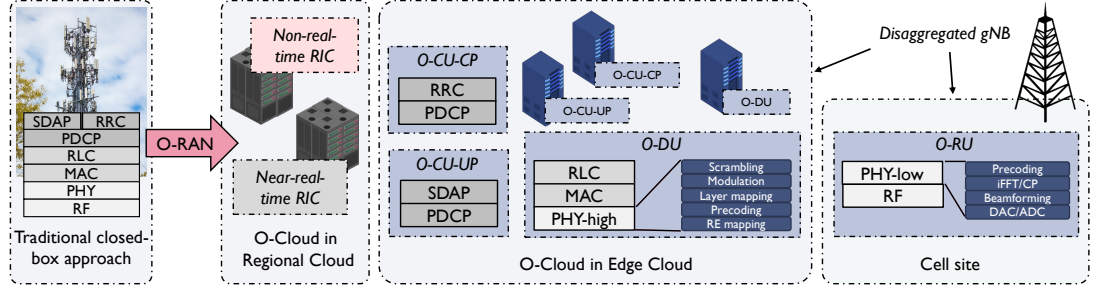 SDAP
RRC
PDCP
RLC
MAC
PHY
RF
Traditional closed-
box approach
O-RAN
Non-real-
time RIC
Near-real-
time RIC
O-Cloud in
Regional Cloud
O-CU-CP
RRC
PDCP
O-CU-UP
SDAP
PDCP
O-CU-CP
O-CU-UP
O-DU
O-DU
RLC
MAC
PHY-high
Scrambling
Modulation
Layer mapping
Precoding
RE mapping
O-Cloud in Edge Cloud
Disaggregated gNB
O-RU
PHY-low
RF
Precoding
iFFT/CP
Beamforming
DAC/ADC
Cell site